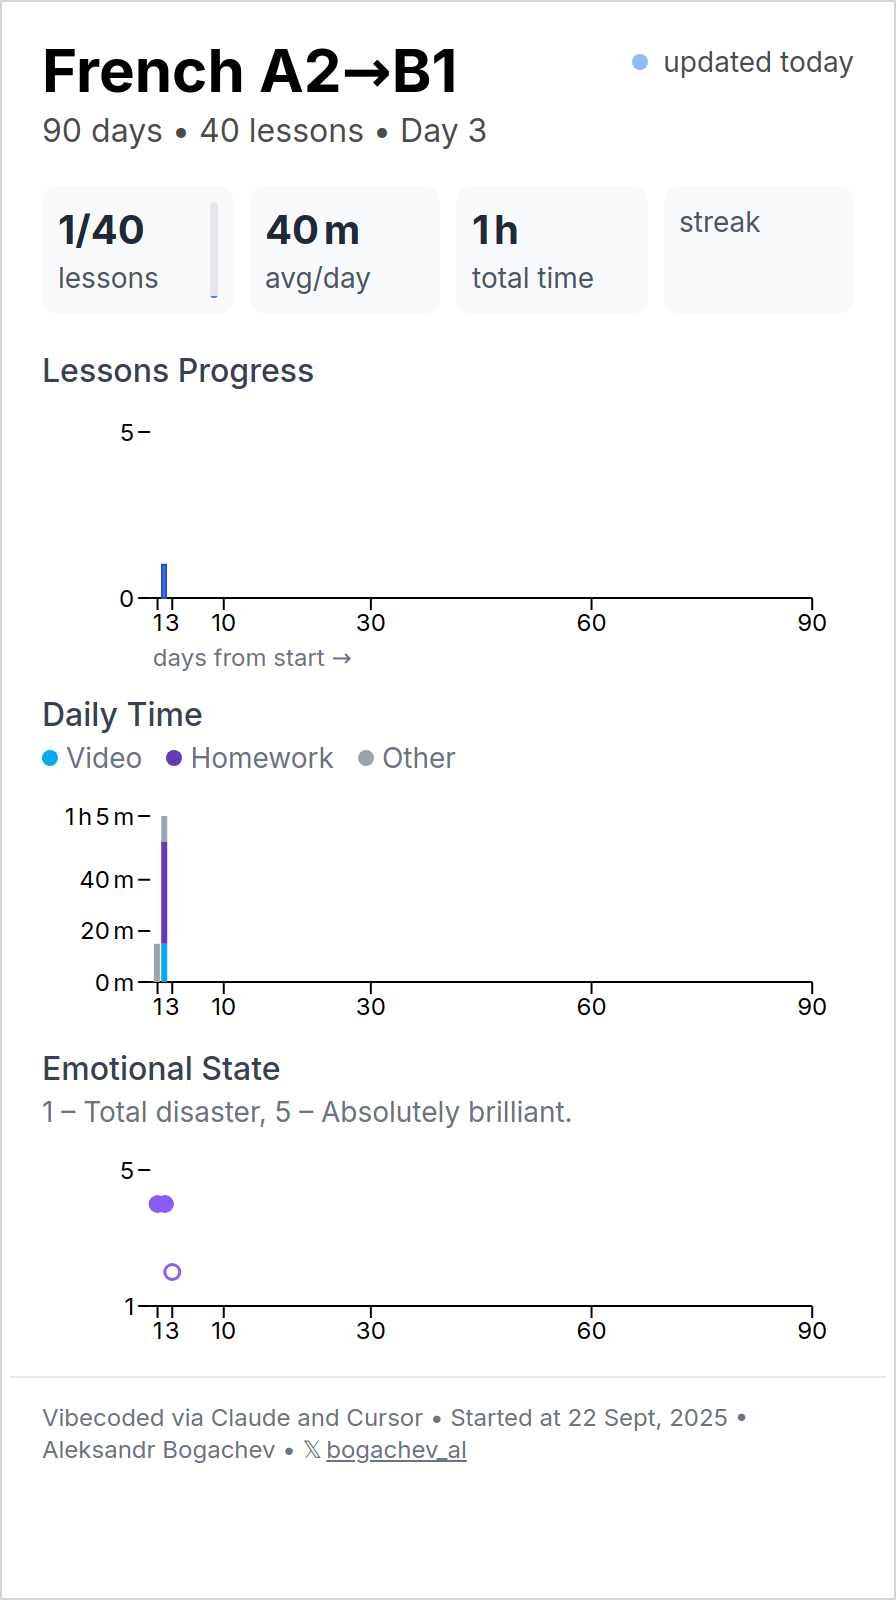 French A2→B1
updated today
90 days • 40 lessons • Day 3
1/40
lessons
40 m
avg/day
1 h
total time
streak
Lessons Progress
5
0
1 3 10 30 60 90
days from start →
Daily Time
Video Homework Other
1 h 5 m
40 m
20 m
0 m
1 3 10 30 60 90
Emotional State
1 – Total disaster, 5 – Absolutely brilliant.
5
1
1 3 10 30 60 90
Vibecoded via Claude and Cursor • Started at 22 Sept, 2025 •
Aleksandr Bogachev • 𝕏 bogachev_al